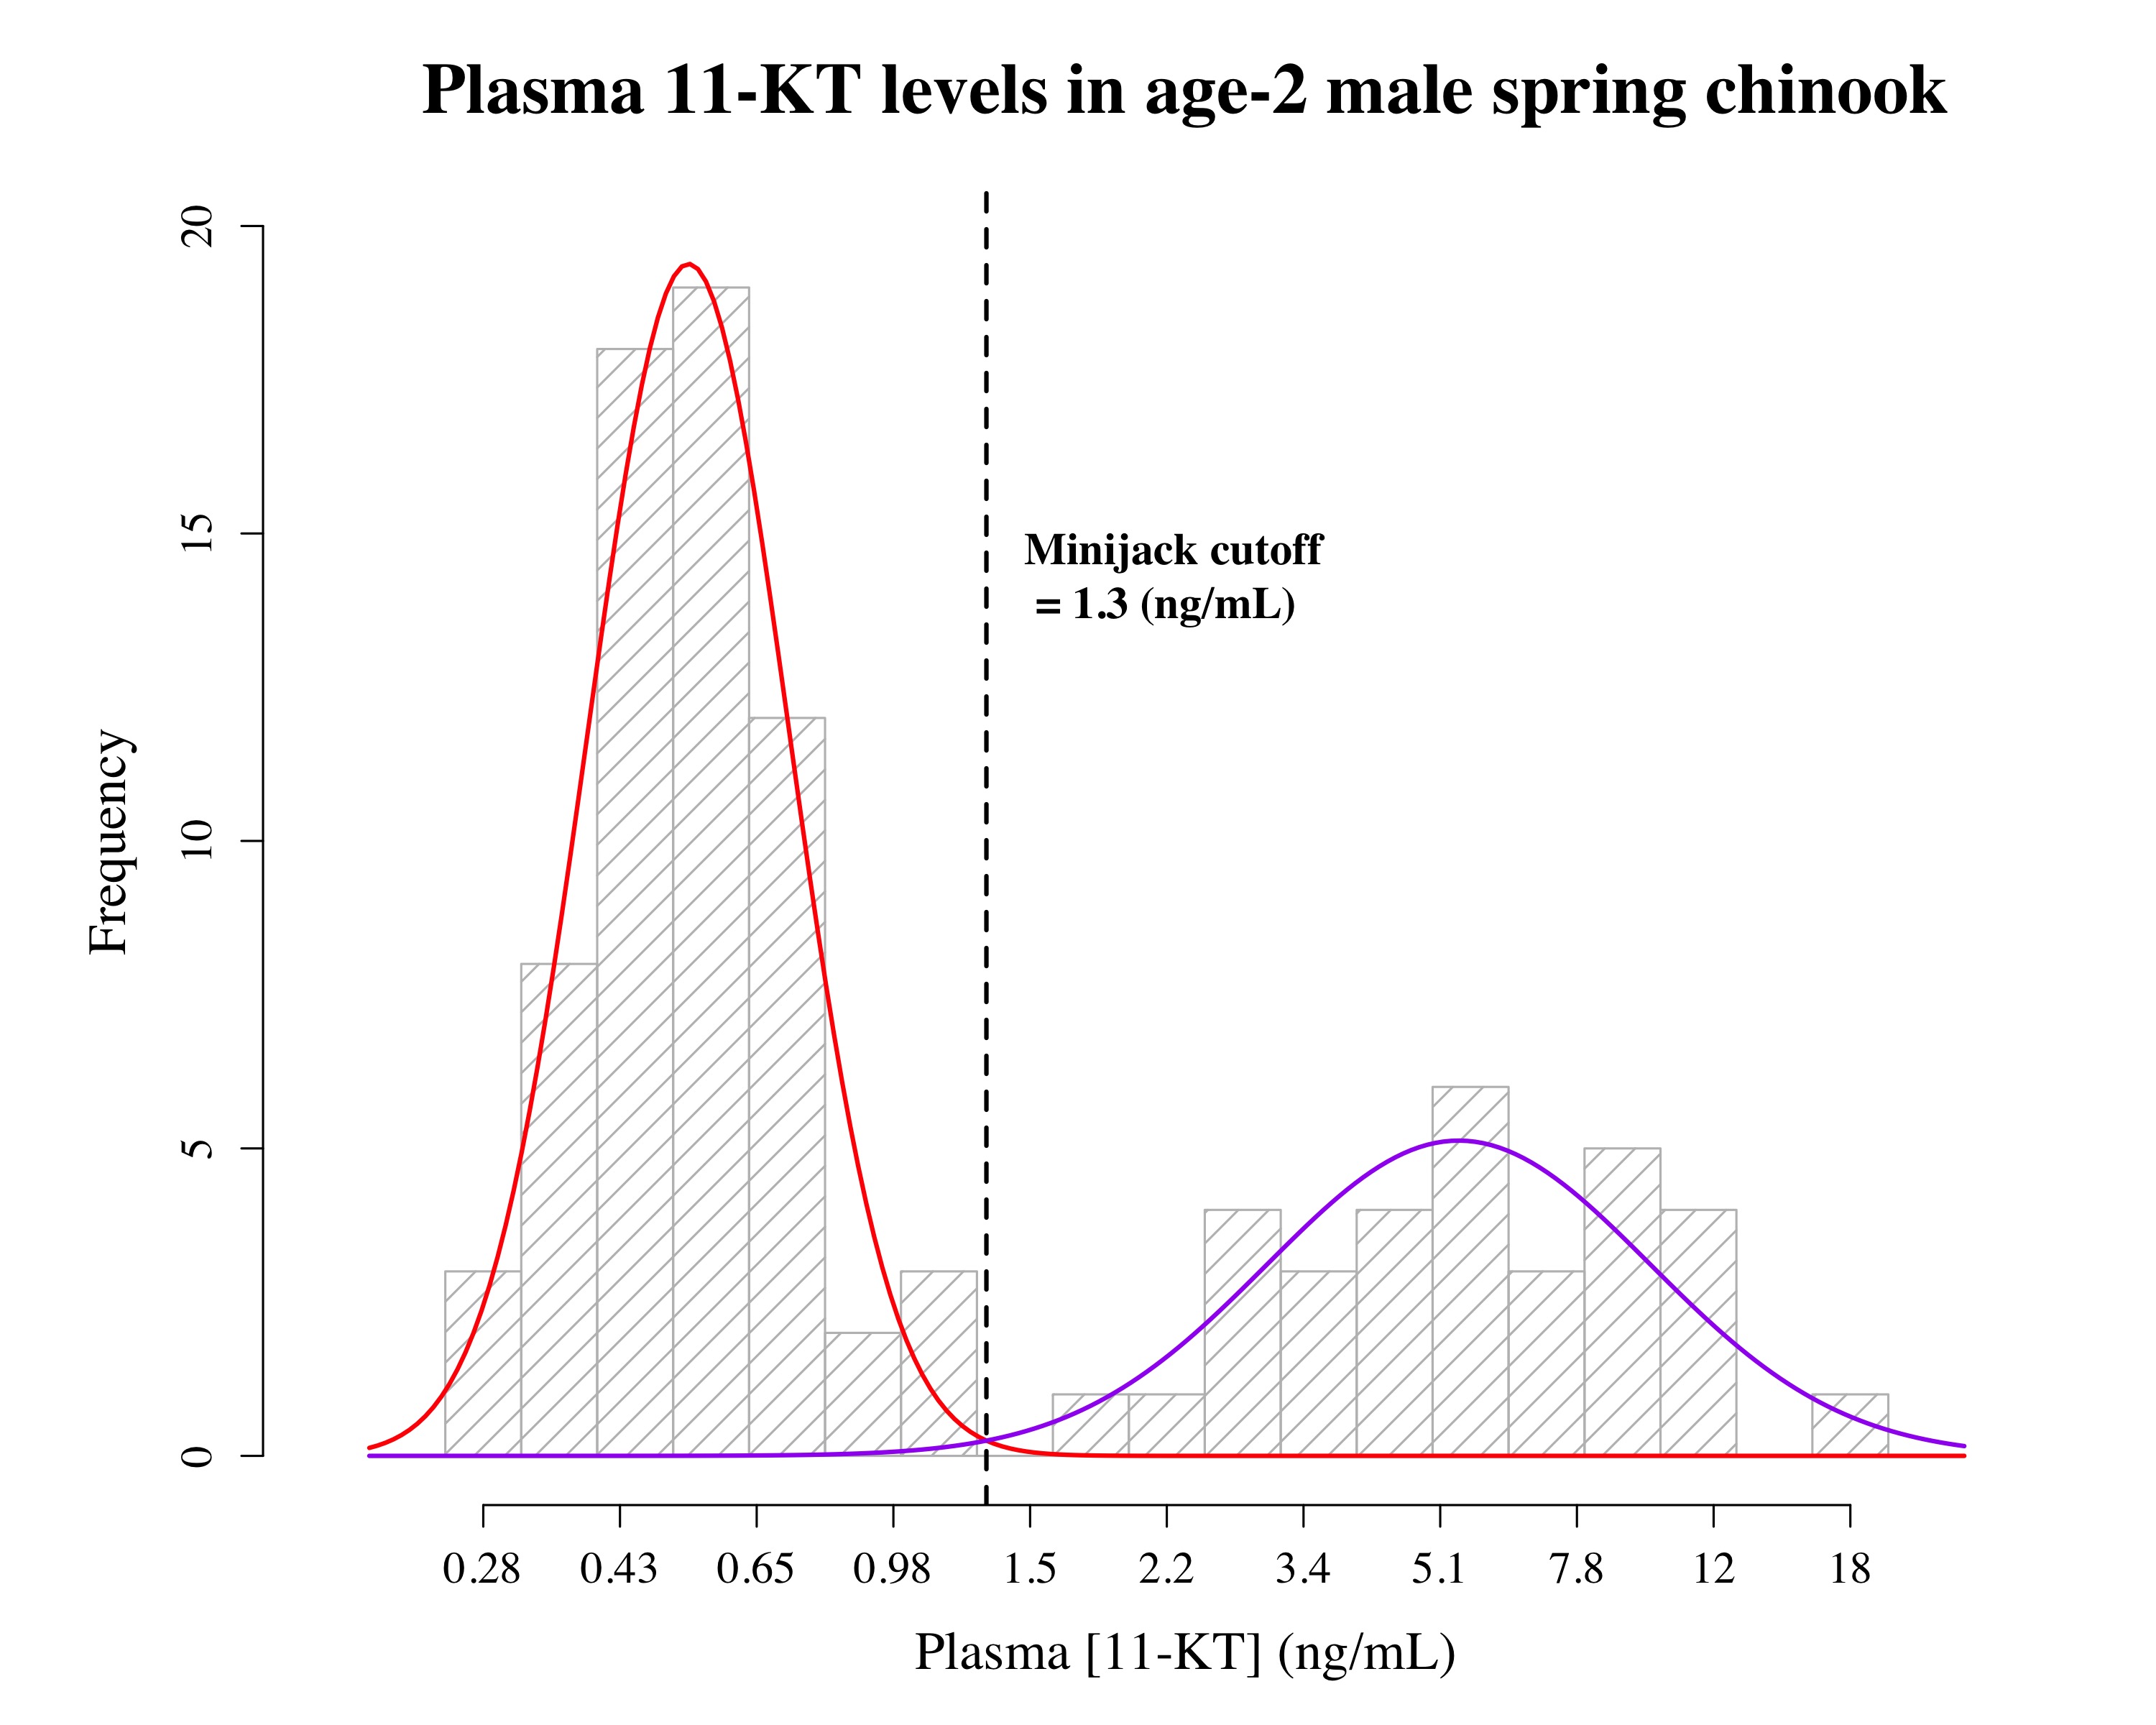 Plasma 11-KT levels in age-2 male spring chinook
20
15
10
5
0
Frequency
Minijack cutoff
= 1.3 (ng/mL)
0.28 0.43 0.65 0.98 1.5 2.2 3.4 5.1 7.8 12 18
Plasma [11-KT] (ng/mL)